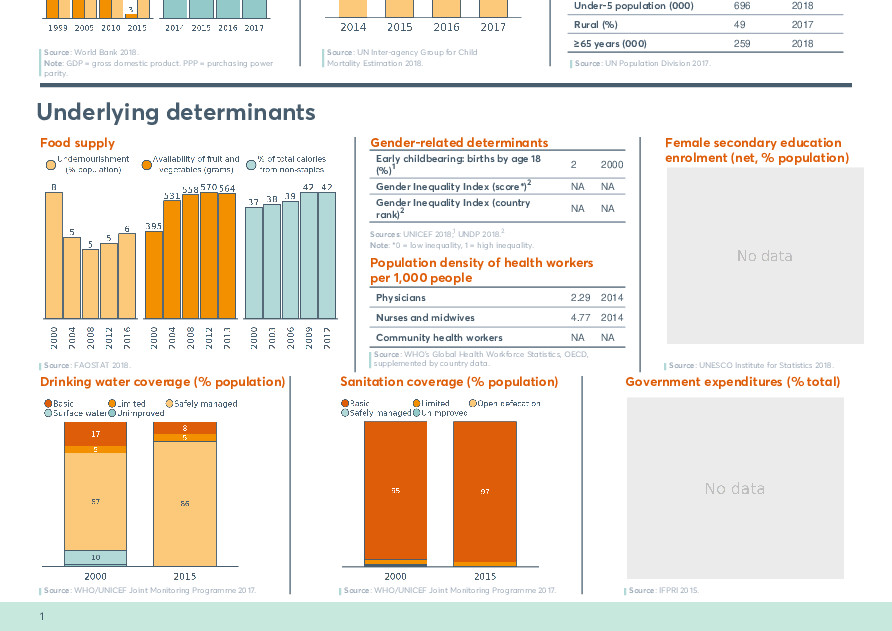 3
1999 2005 2010 2015
2014 2015 2016 2017
Source: World Bank 2018.
Note: GDP = gross domestic product. PPP = purchasing power
parity.
2014 2015 2016 2017
Source: UN Inter-agency Group for Child
Mortality Estimation 2018.
Under-5 population (000) 696 2018
Rural (%) 49 2017
≥65 years (000) 259 2018
Source: UN Population Division 2017.
Underlying determinants
Food supply
Undernourishment
(% population)
Availability of fruit and
vegetables (grams)
% of total calories
from non-staples
8 5 5 5 6
395 531 558 570 564
37 38 39 42 42
2000 2004 2008 2012 2016
2000 2004 2008 2012 2013
2000 2003 2006 2009 2012
Source: FAOSTAT 2018.
Gender-related determinants
Early childbearing: births by age 18
(%)1 2 2000
Gender Inequality Index (score*)2 NA NA
Gender Inequality Index (country
rank)2 NA NA
Sources: UNICEF 2018,1 UNDP 2018.2
Note: *0 = low inequality, 1 = high inequality.
Population density of health workers
per 1,000 people
Physicians 2.29 2014
Nurses and midwives 4.77 2014
Community health workers NA NA
Source: WHO's Global Health Workforce Statistics, OECD,
supplemented by country data.
Female secondary education
enrolment (net, % population)
No data
Source: UNESCO Institute for Statistics 2018.
Drinking water coverage (% population)
Basic Limited Safely managed
Surface water Unimproved
17 8
5 5
67 86
10
2000 2015
Source: WHO/UNICEF Joint Monitoring Programme 2017.
Sanitation coverage (% population)
Basic Limited Open defecation
Safely managed Unimproved
95 97
2000 2015
Source: WHO/UNICEF Joint Monitoring Programme 2017.
Government expenditures (% total)
No data
Source: IFPRI 2015.
1